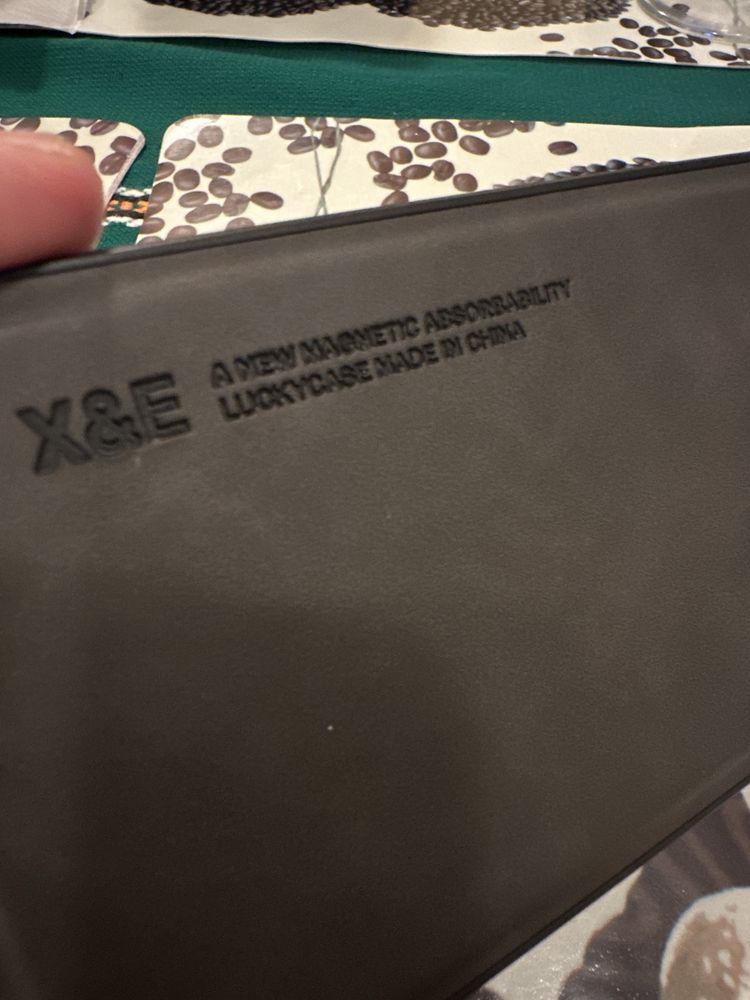 X&E
A NEW MAGNETIC ABSORBABILITY
LUCKYCASE MADE IN CHINA